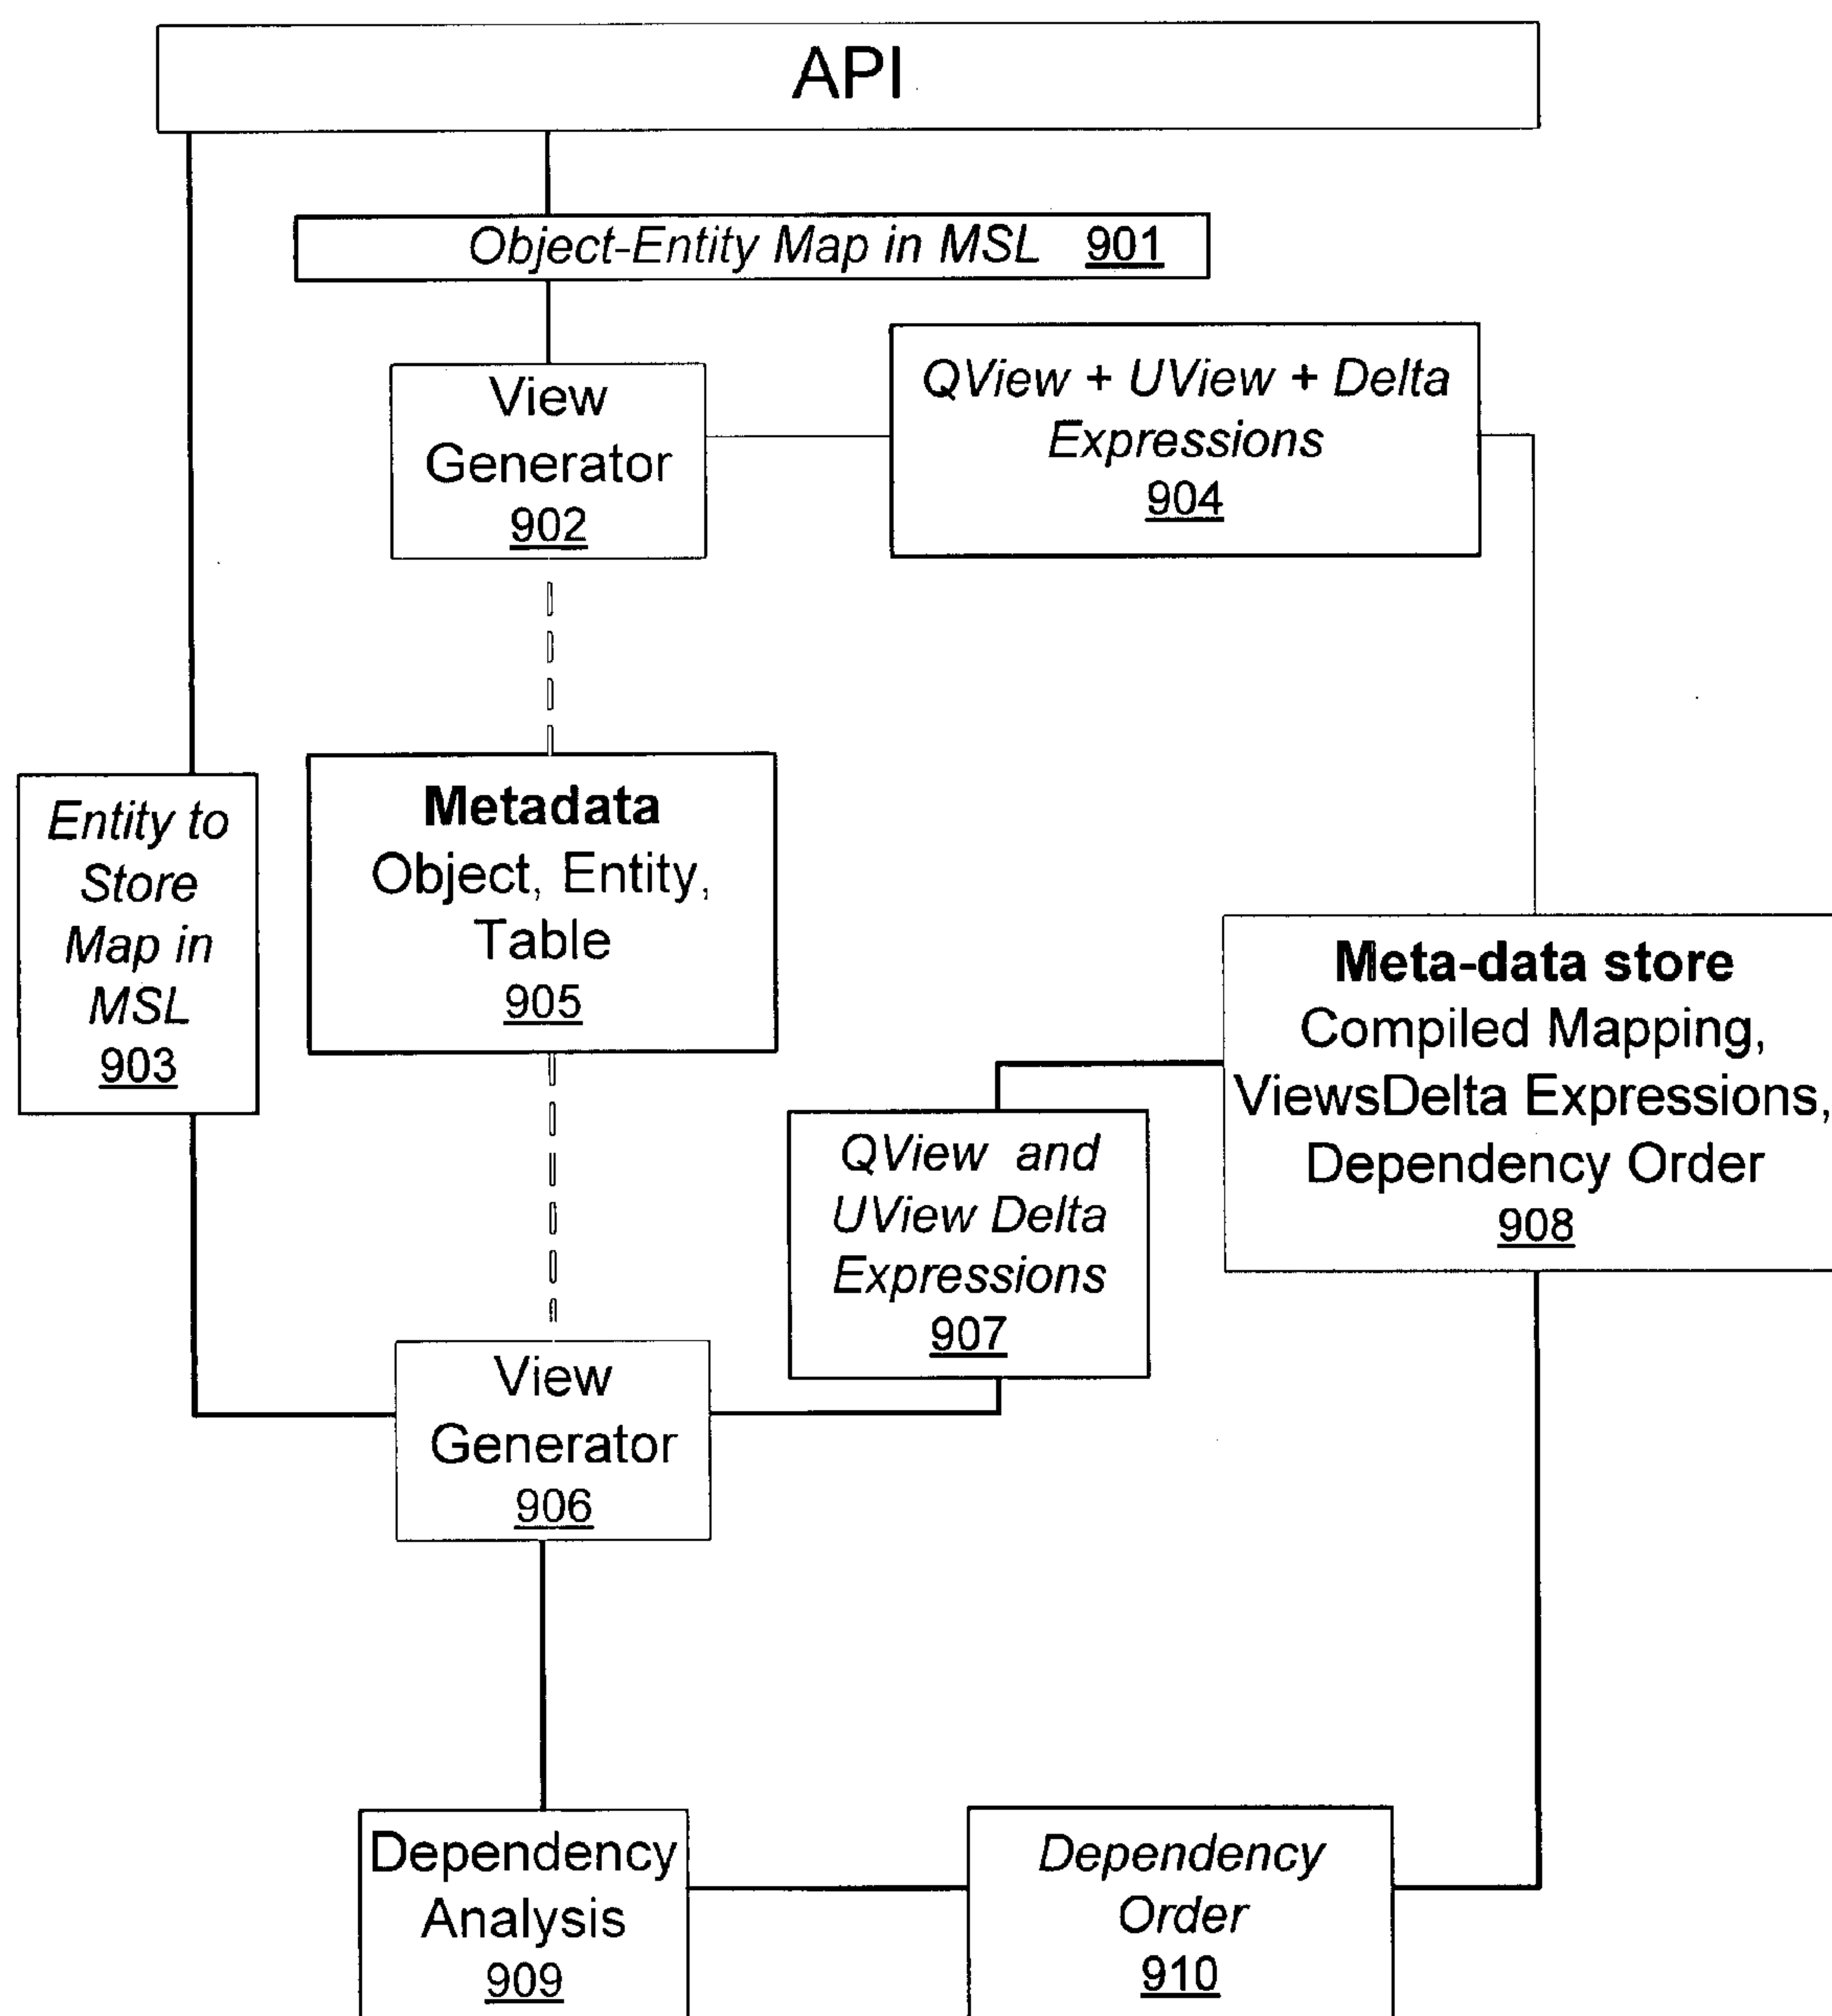 API
Object-Entity Map in MSL 901
View
Generator
902
QView + UView + Delta
Expressions
904
Entity to
Store
Map in
MSL
903
Metadata
Object, Entity,
Table
905
Meta-data store
Compiled Mapping,
ViewsDelta Expressions,
Dependency Order
908
QView and
UView Delta
Expressions
907
View
Generator
906
Dependency
Analysis
909
Dependency
Order
910